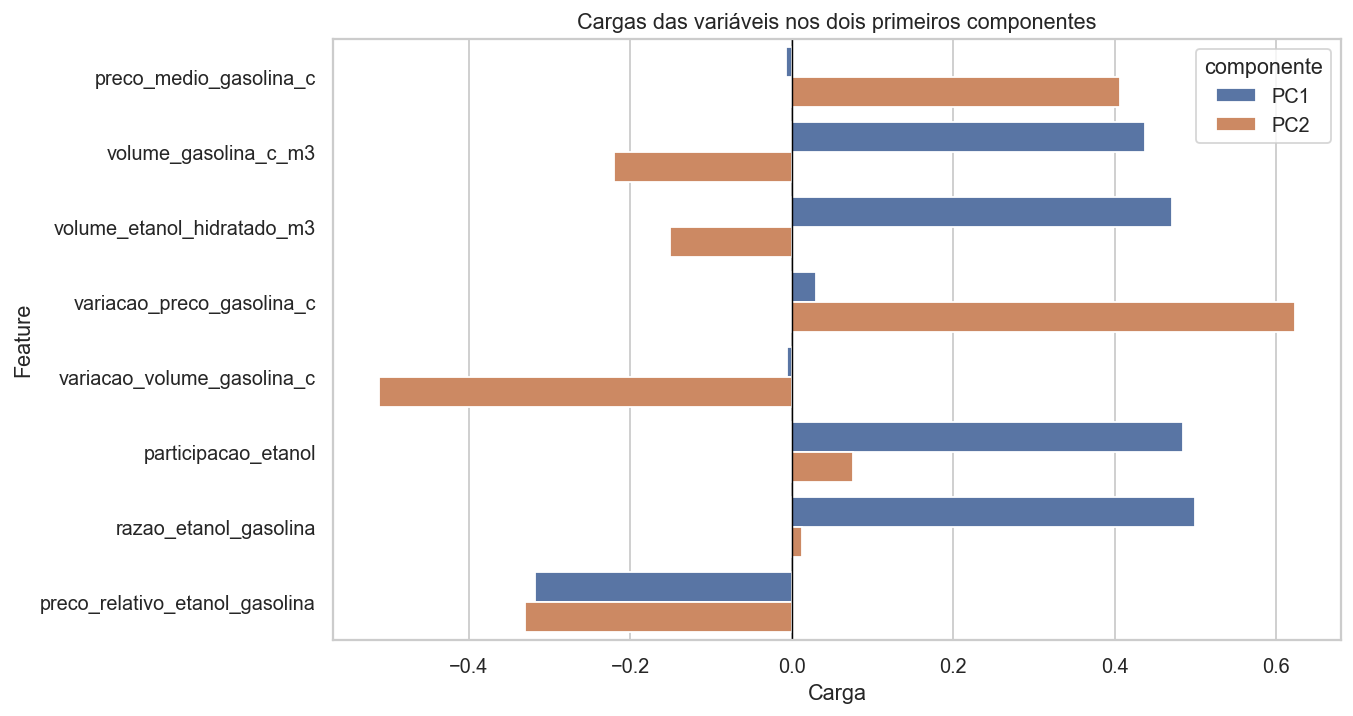 Cargas das variáveis nos dois primeiros componentes
componente
PC1
PC2
Feature
preco_medio_gasolina_c
volume_gasolina_c_m3
volume_etanol_hidratado_m3
variacao_preco_gasolina_c
variacao_volume_gasolina_c
participacao_etanol
razao_etanol_gasolina
preco_relativo_etanol_gasolina
−0.4 −0.2 0.0 0.2 0.4 0.6
Carga